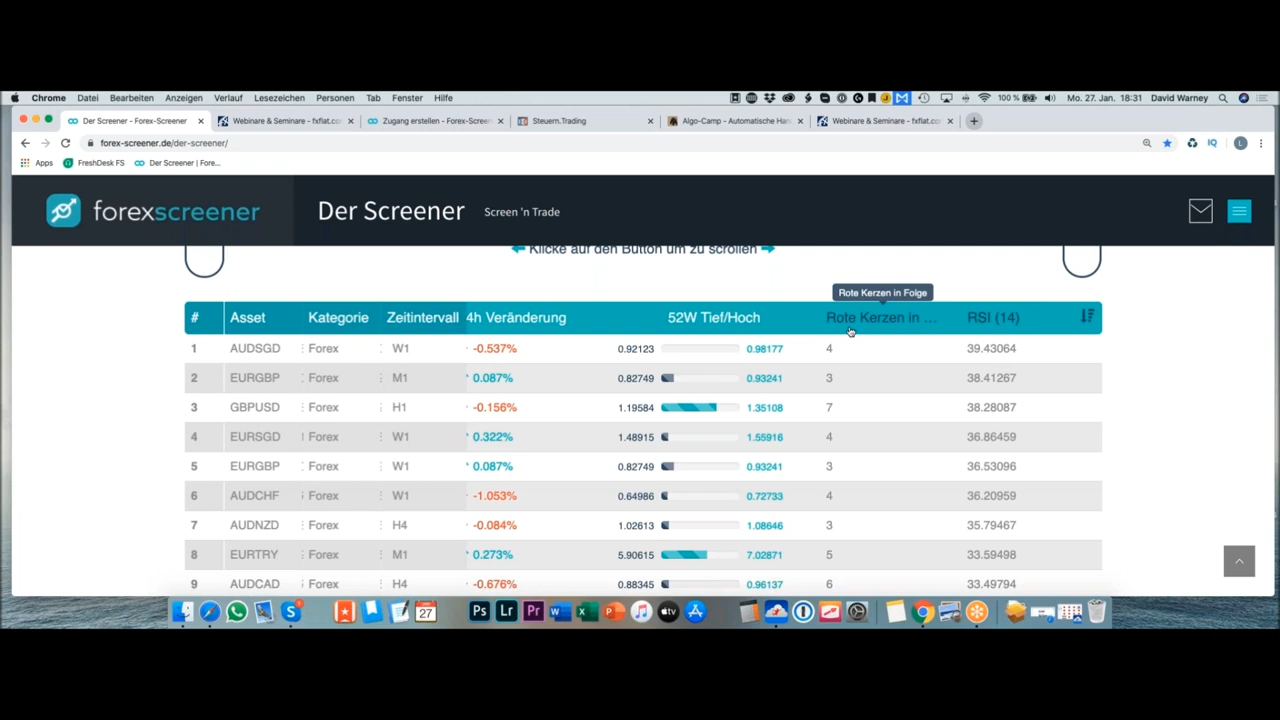 Chrome Datei Bearbeiten Anzeigen Verlauf Lesezeichen Personen Tab Fenster Hilfe 100 % Mo. 27. Jan. 18:31 David Warney
Der Screener - Forex-Screener Webinare & Seminare - fxflat.co Zugang erstellen - Forex-Screen Steuern.Trading Algo-Camp - Automatische Han Webinare & Seminare - fxflat.co
forex-screener.de/der-screener/
Apps FreshDesk FS Der Screener | Fore...
forexscreener Der Screener Screen 'n Trade
Klicke auf den Button um zu scrollen
Rote Kerzen in Folge
# Asset Kategorie Zeitintervall 4h Veränderung 52W Tief/Hoch Rote Kerzen in ... RSI (14)
1 AUDSGD Forex W1 -0.537% 0.92123 0.98177 4 39.43064
2 EURGBP Forex M1 0.087% 0.82749 0.93241 3 38.41267
3 GBPUSD Forex H1 -0.156% 1.19584 1.35108 7 38.28087
4 EURSGD Forex W1 0.322% 1.48915 1.55916 4 36.86459
5 EURGBP Forex W1 0.087% 0.82749 0.93241 3 36.53096
6 AUDCHF Forex W1 -1.053% 0.64986 0.72733 4 36.20959
7 AUDNZD Forex H4 -0.084% 1.02613 1.08646 3 35.79467
8 EURTRY Forex M1 0.273% 5.90615 7.02871 5 33.59498
9 AUDCAD Forex H4 -0.676% 0.88345 0.96137 6 33.49794
27 Ps Lr Pr tv